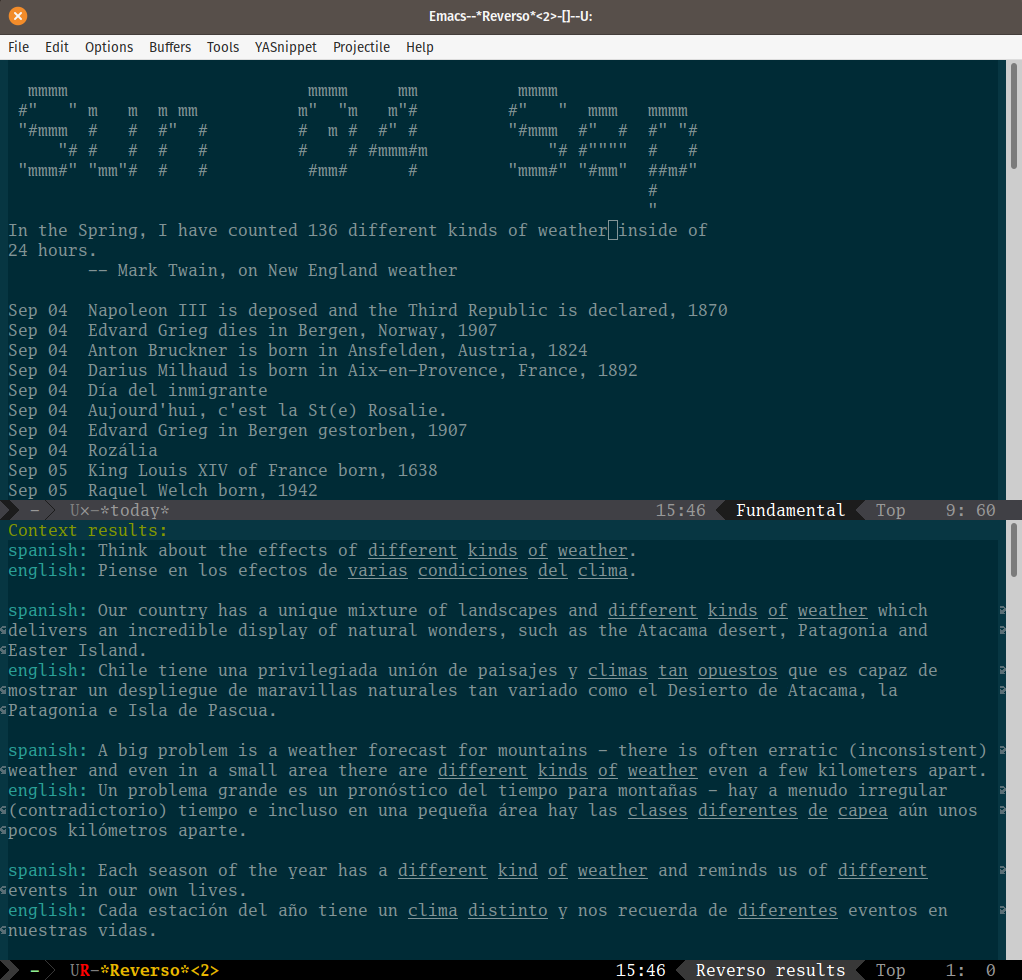 Emacs--*Reverso*<2>-[]--U:
File Edit Options Buffers Tools YASnippet Projectile Help
Sun 04 Sep
In the Spring, I have counted 136 different kinds of weather inside of
24 hours.
-- Mark Twain, on New England weather
Sep 04 Napoleon III is deposed and the Third Republic is declared, 1870
Sep 04 Edvard Grieg dies in Bergen, Norway, 1907
Sep 04 Anton Bruckner is born in Ansfelden, Austria, 1824
Sep 04 Darius Milhaud is born in Aix-en-Provence, France, 1892
Sep 04 Día del inmigrante
Sep 04 Aujourd'hui, c'est la St(e) Rosalie.
Sep 04 Edvard Grieg in Bergen gestorben, 1907
Sep 04 Rozália
Sep 05 King Louis XIV of France born, 1638
Sep 05 Raquel Welch born, 1942
- U×-*today* 15:46 Fundamental Top 9: 60
Context results:
spanish: Think about the effects of different kinds of weather.
english: Piense en los efectos de varias condiciones del clima.
spanish: Our country has a unique mixture of landscapes and different kinds of weather which
delivers an incredible display of natural wonders, such as the Atacama desert, Patagonia and
Easter Island.
english: Chile tiene una privilegiada unión de paisajes y climas tan opuestos que es capaz de
mostrar un despliegue de maravillas naturales tan variado como el Desierto de Atacama, la
Patagonia e Isla de Pascua.
spanish: A big problem is a weather forecast for mountains - there is often erratic (inconsistent)
weather and even in a small area there are different kinds of weather even a few kilometers apart.
english: Un problema grande es un pronóstico del tiempo para montañas - hay a menudo irregular
(contradictorio) tiempo e incluso en una pequeña área hay las clases diferentes de capea aún unos
pocos kilómetros aparte.
spanish: Each season of the year has a different kind of weather and reminds us of different
events in our own lives.
english: Cada estación del año tiene un clima distinto y nos recuerda de diferentes eventos en
nuestras vidas.
- UR-*Reverso*<2> 15:46 Reverso results Top 1: 0